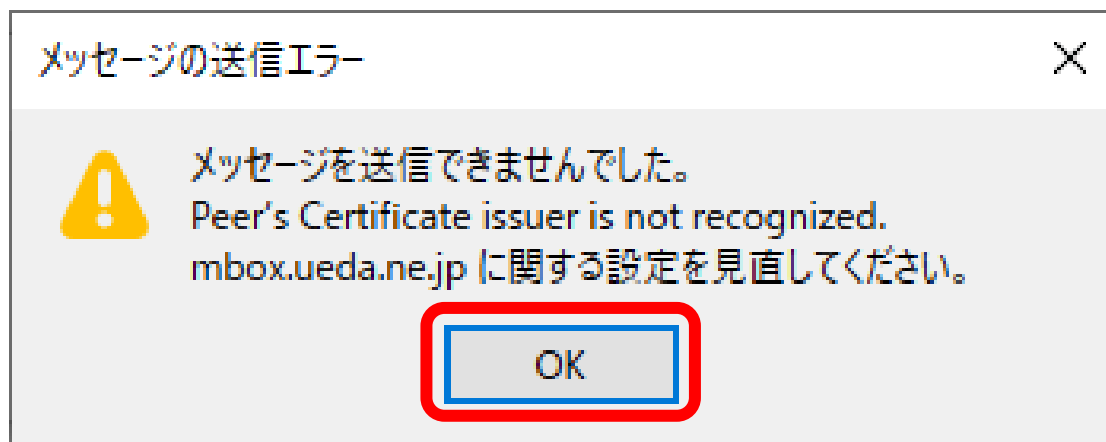 メッセージの送信エラー
メッセージを送信できませんでした。
Peer's Certificate issuer is not recognized.
mbox.ueda.ne.jp に関する設定を見直してください。
OK